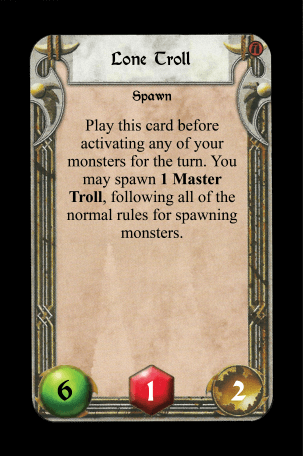 Lone Troll
Spawn
Play this card before
activating any of your
monsters for the turn. You
may spawn 1 Master
Troll, following all of the
normal rules for spawning
monsters.
6
1
2